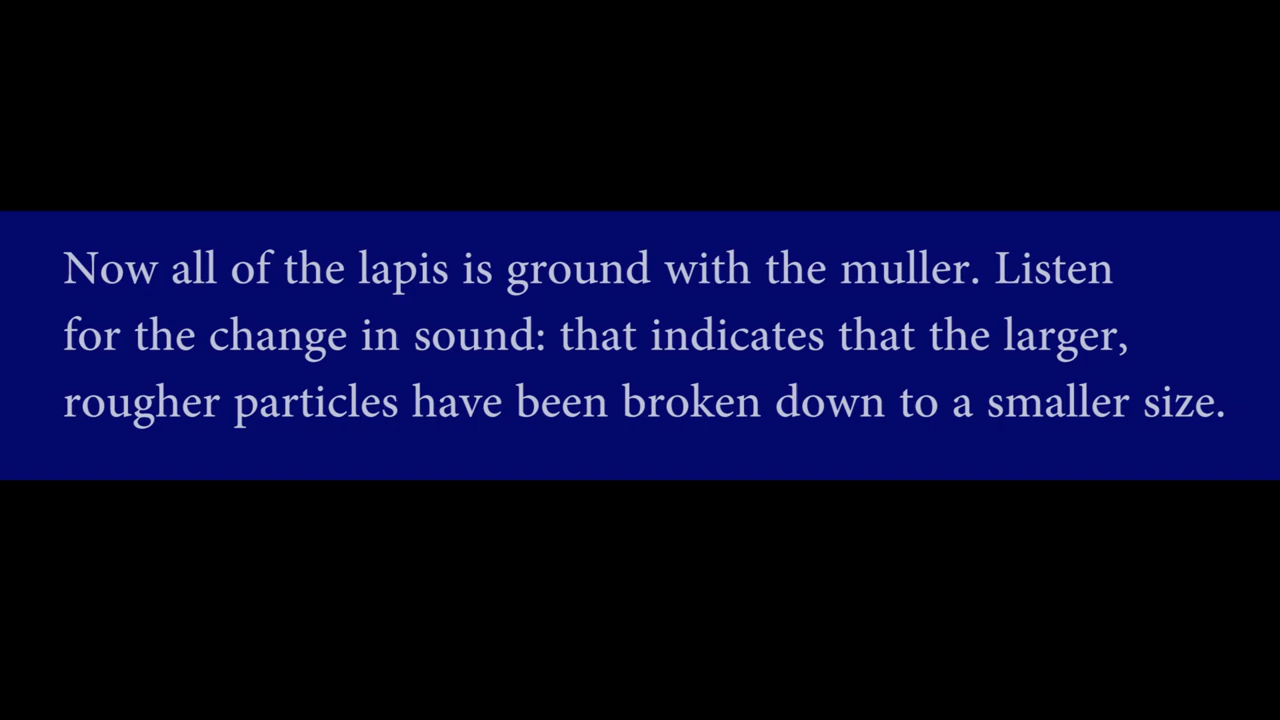 Now all of the lapis is ground with the muller. Listen
for the change in sound: that indicates that the larger,
rougher particles have been broken down to a smaller size.